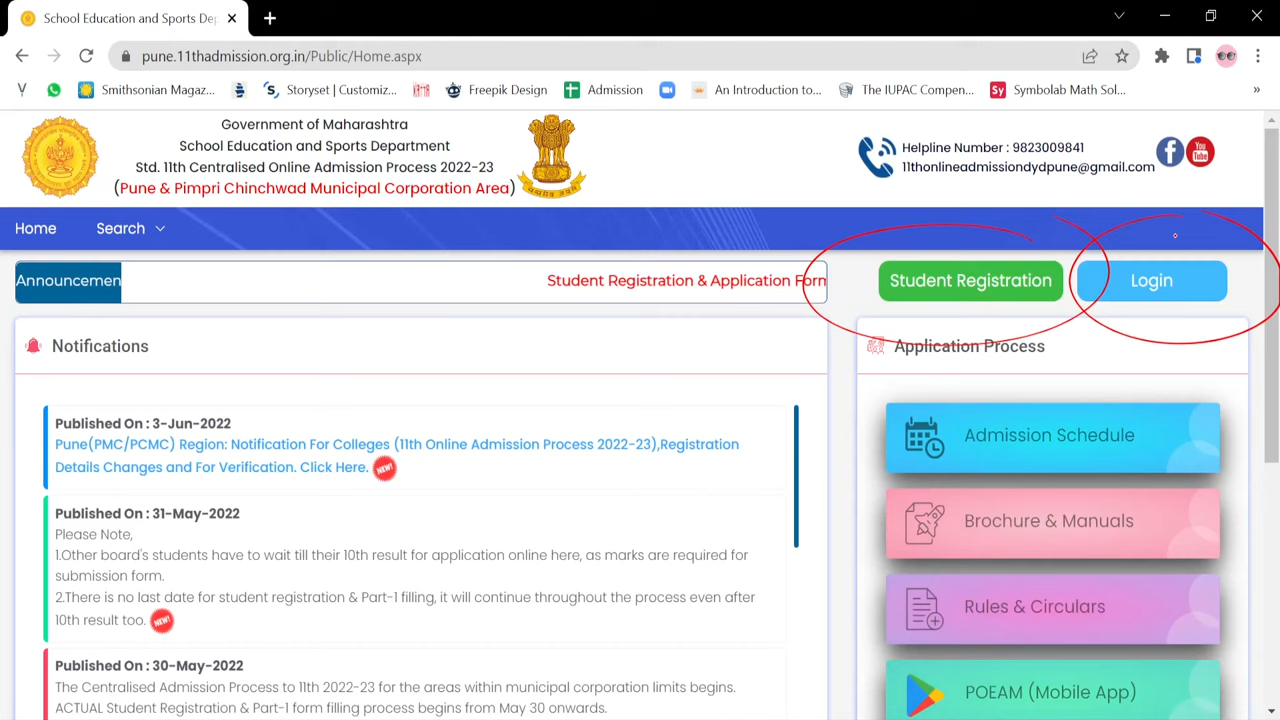 School Education and Sports De
pune.11thadmission.org.in/Public/Home.aspx
Smithsonian Magaz...
Storyset | Customiz...
Freepik Design
Admission
An Introduction to...
The IUPAC Compen...
Sy
Symbolab Math Sol...
»
Government of Maharashtra
School Education and Sports Department
Std. 11th Centralised Online Admission Process 2022-23
(Pune & Pimpri Chinchwad Municipal Corporation Area)
Helpline Number : 9823009841
11thonlineadmissiondydpune@gmail.com
Home
Search
Announcemen
Student Registration & Application Forn
Student Registration
Login
Notifications
Published On : 3-Jun-2022
Pune(PMC/PCMC) Region: Notification For Colleges (11th Online Admission Process 2022-23),Registration
Details Changes and For Verification. Click Here. NEW!
Published On : 31-May-2022
Please Note,
1.Other board's students have to wait till their 10th result for application online here, as marks are required for
submission form.
2.There is no last date for student registration & Part-1 filling, it will continue throughout the process even after
10th result too. NEW!
Published On : 30-May-2022
The Centralised Admission Process to 11th 2022-23 for the areas within municipal corporation limits begins.
ACTUAL Student Registration & Part-1 form filling process begins from May 30 onwards.
Application Process
Admission Schedule
Brochure & Manuals
Rules & Circulars
POEAM (Mobile App)